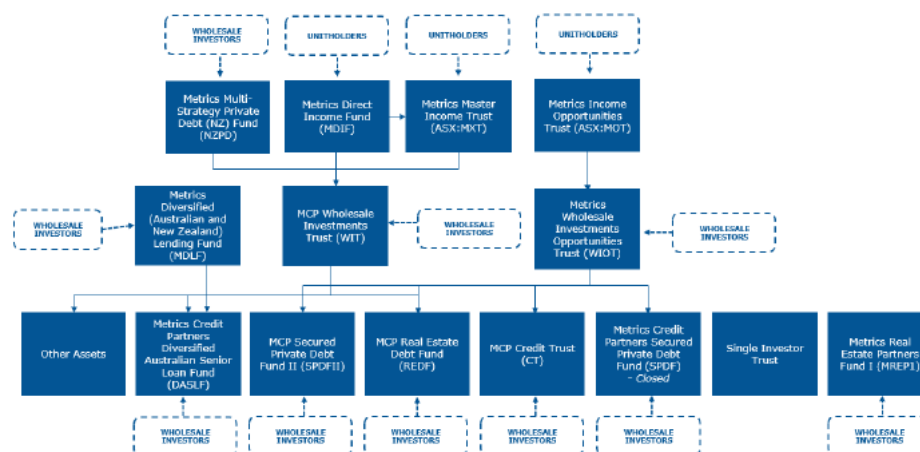 WHOLESALE
INVESTORS
UNITHOLDERS
UNITHOLDERS
UNITHOLDERS
Metrics Multi-
Strategy Private
Debt (NZ) Fund
(NZPD)
Metrics Direct
Income Fund
(MDIF)
Metrics Master
Income Trust
(ASX:MXT)
Metrics Income
Opportunities
Trust (ASX:MOT)
WHOLESALE
INVESTORS
Metrics
Diversified
(Australian and
New Zealand)
Lending Fund
(MDLF)
MCP Wholesale
Investments
Trust (WIT)
WHOLESALE
INVESTORS
Metrics
Wholesale
Investments
Opportunities
Trust (WIOT)
WHOLESALE
INVESTORS
Other Assets
Metrics Credit
Partners
Diversified
Australian Senior
Loan Fund
(DASLF)
MCP Secured
Private Debt
Fund II (SPDFII)
MCP Real Estate
Debt Fund
(REDF)
MCP Credit Trust
(CT)
Metrics Credit
Partners Secured
Private Debt
Fund (SPDF)
- Closed
Single Investor
Trust
Metrics Real
Estate Partners
Fund I (MREP1)
WHOLESALE
INVESTORS
WHOLESALE
INVESTORS
WHOLESALE
INVESTORS
WHOLESALE
INVESTORS
WHOLESALE
INVESTORS
WHOLESALE
INVESTORS